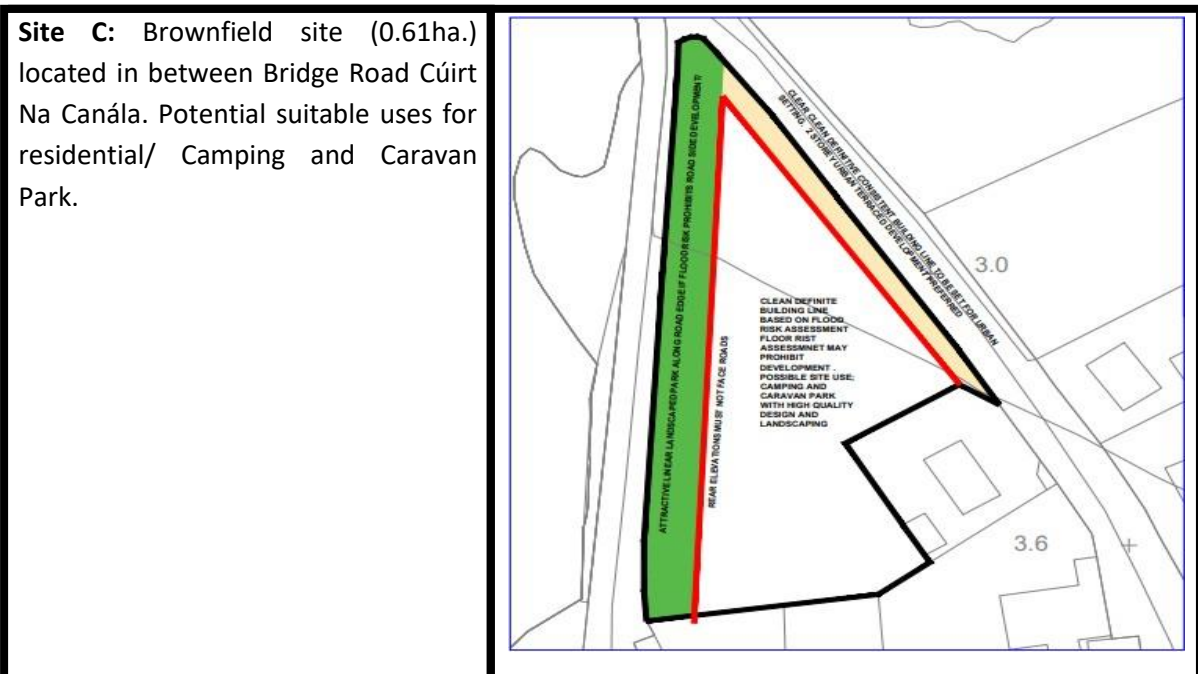 Site C: Brownfield site (0.61ha.)
located in between Bridge Road Cúirt
Na Canála. Potential suitable uses for
residential/ Camping and Caravan
Park.
ATTRACTIVE LINEAR LANDSCAPED PARK ALONG ROAD EDGE IF FLOOD RISK PROHIBITS ROAD SIDE DEVELOPMENT/
CLEAR CLEAN DEFINITIVE CONSISTENT BUILDING LINE TO BE SET FOR URBAN
SETTING. 2 STOREY URBAN TERRACED DEVELOPMENT PREFERRED
REAR ELEVATIONS MUST NOT FACE ROADS
CLEAN DEFINITE
BUILDING LINE
BASED ON FLOOD
RISK ASSESSMENT
FLOOR RIST
ASSESSMNET MAY
PROHIBIT
DEVELOPMENT .
POSSIBLE SITE USE;
CAMPING AND
CARAVAN PARK
WITH HIGH QUALITY
DESIGN AND
LANDSCAPING
3.0
3.6